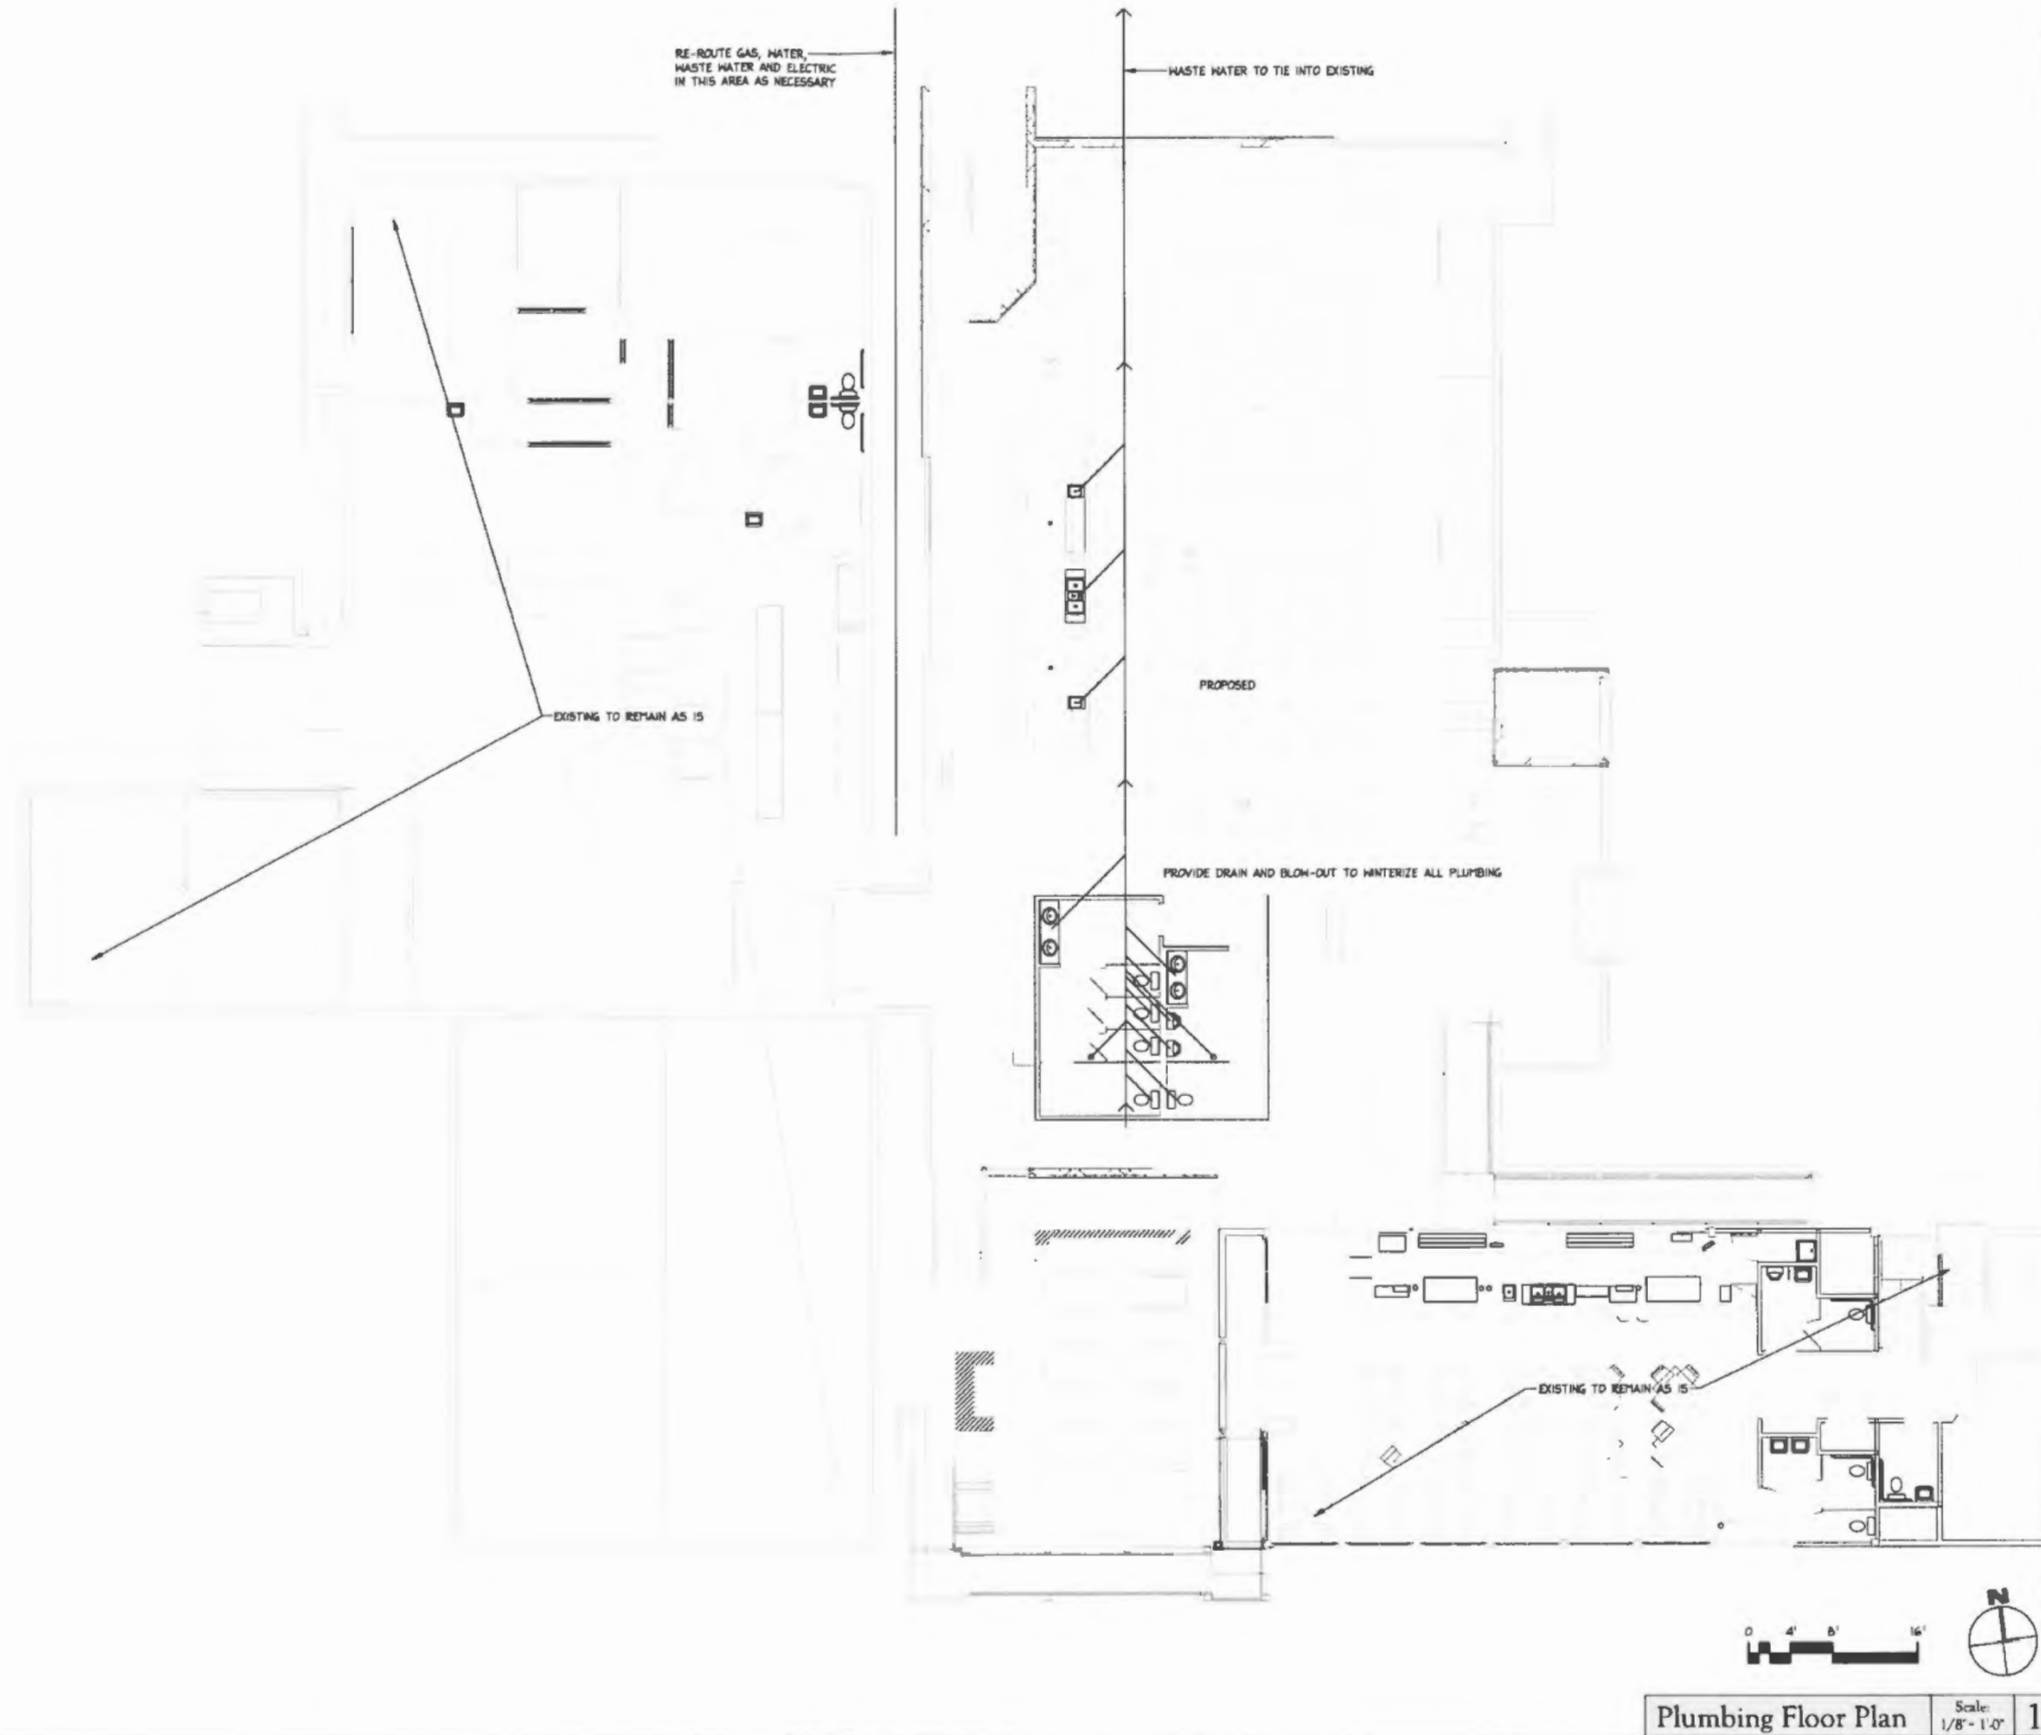 RE-ROUTE GAS, WATER,
WASTE WATER AND ELECTRIC
IN THIS AREA AS NECESSARY
WASTE WATER TO TIE INTO EXISTING
PROPOSED
EXISTING TO REMAIN AS IS
PROVIDE DRAIN AND BLOW-OUT TO WINTERIZE ALL PLUMBING
EXISTING TO REMAIN AS IS
N
0 4' 8' 16'
Plumbing Floor Plan
Scale:
1/8" - 1'-0"
1